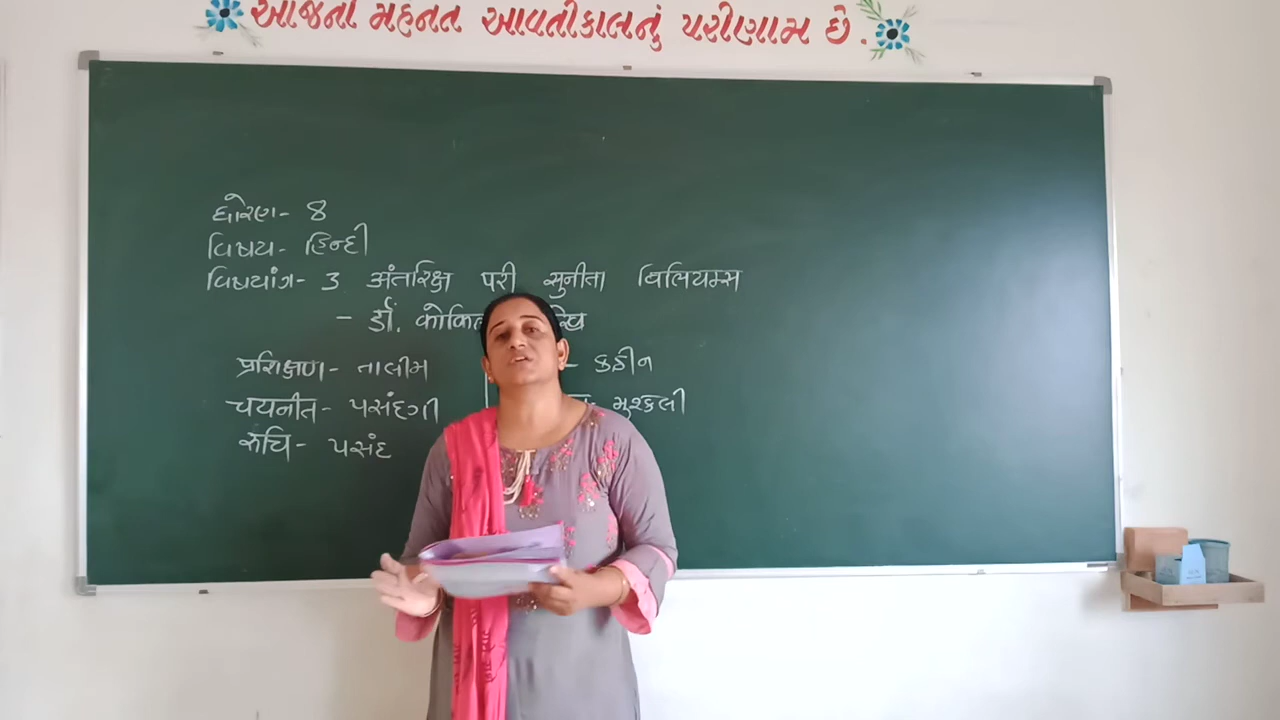 આજની મહેનત આવતીકાલનું પરીણામ છે.
ધોરણ- 8
વિષય- હિન્દી
વિષયાંગ- 3 अंतरिक्ष परी सुनीता विलियम्स
- डॉ.
प्रशिक्षण- તાલીમ - કઠીન
चयनीत- પસંદગી મુશ્કલી
रुचि- પસંદ